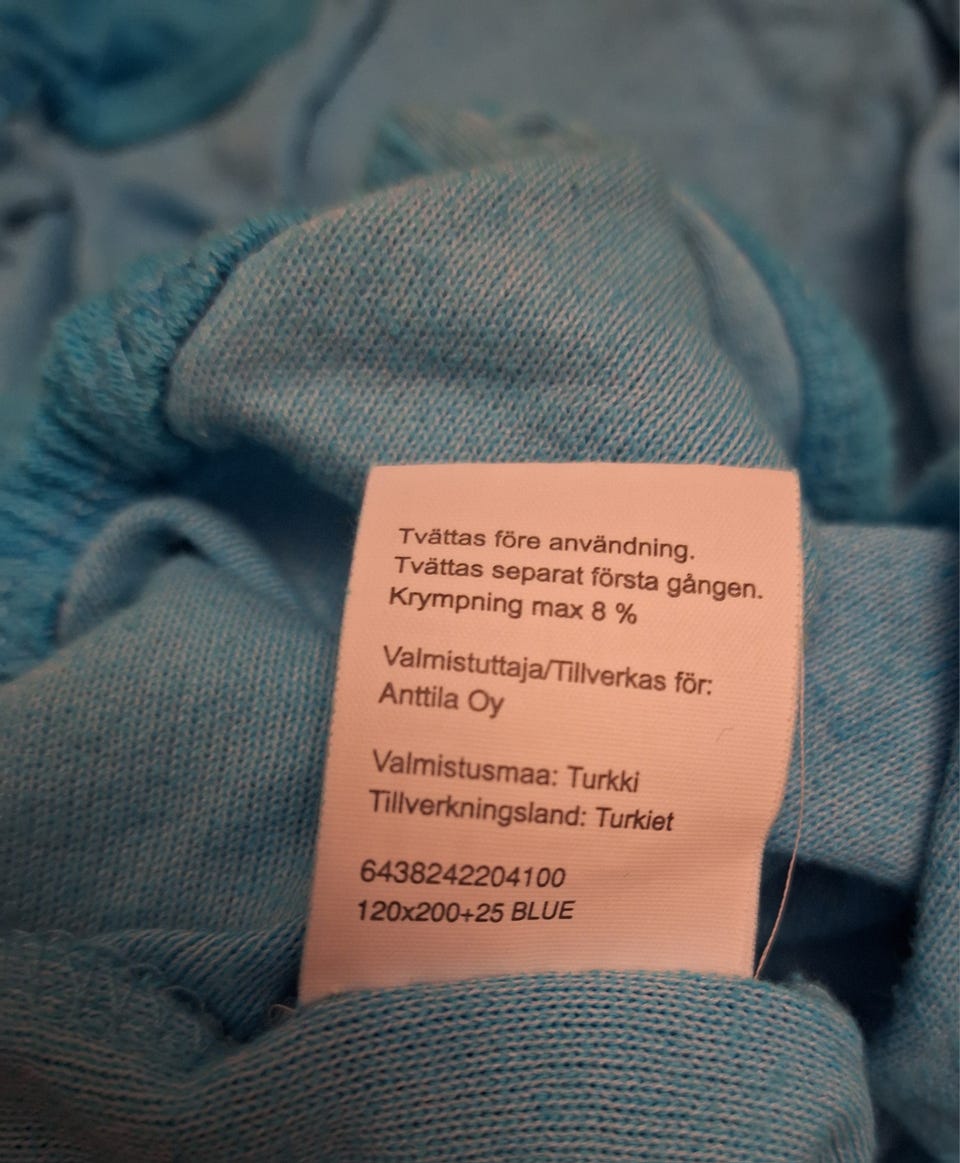 Tvättas före användning.
Tvättas separat första gången.
Krympning max 8 %
Valmistuttaja/Tillverkas för:
Anttila Oy
Valmistusmaa: Turkki
Tillverkningsland: Turkiet
6438242204100
120x200+25 BLUE